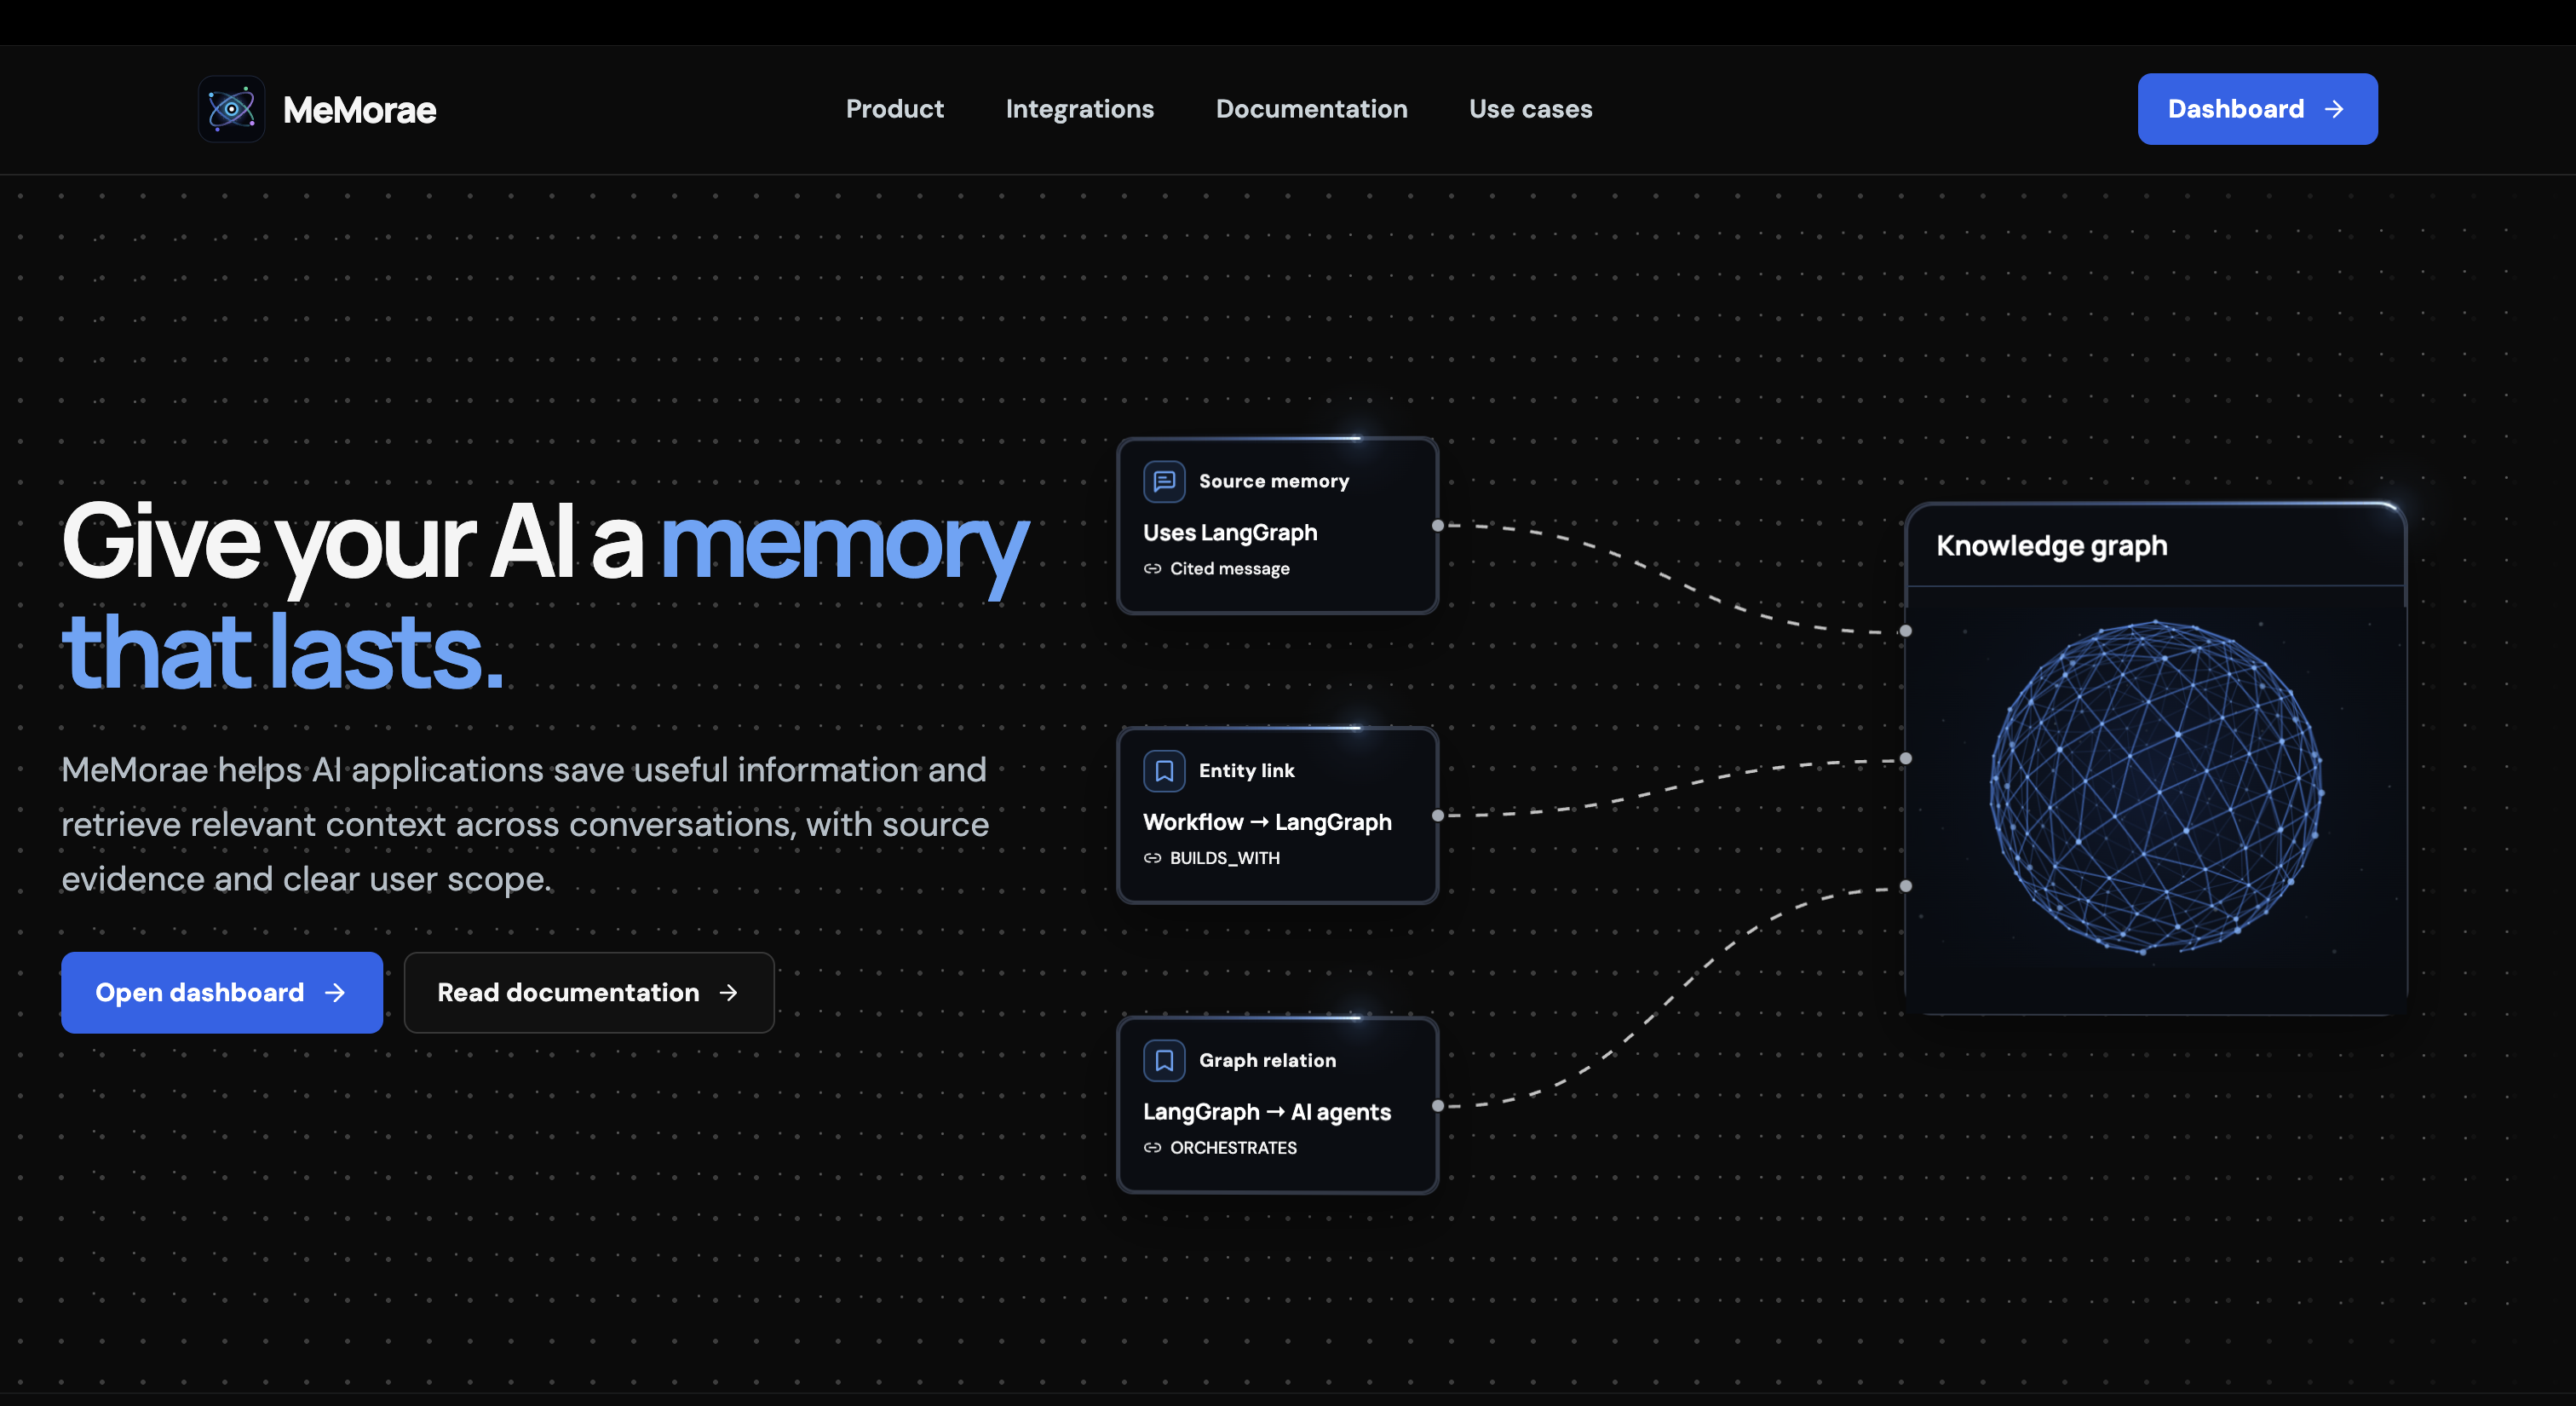 MeMorae
Product
Integrations
Documentation
Use cases
Dashboard →
Give your AI a memory
that lasts.
MeMorae helps AI applications save useful information and
retrieve relevant context across conversations, with source
evidence and clear user scope.
Open dashboard →
Read documentation →
Source memory
Uses LangGraph
Cited message
Entity link
Workflow → LangGraph
BUILDS_WITH
Graph relation
LangGraph → AI agents
ORCHESTRATES
Knowledge graph